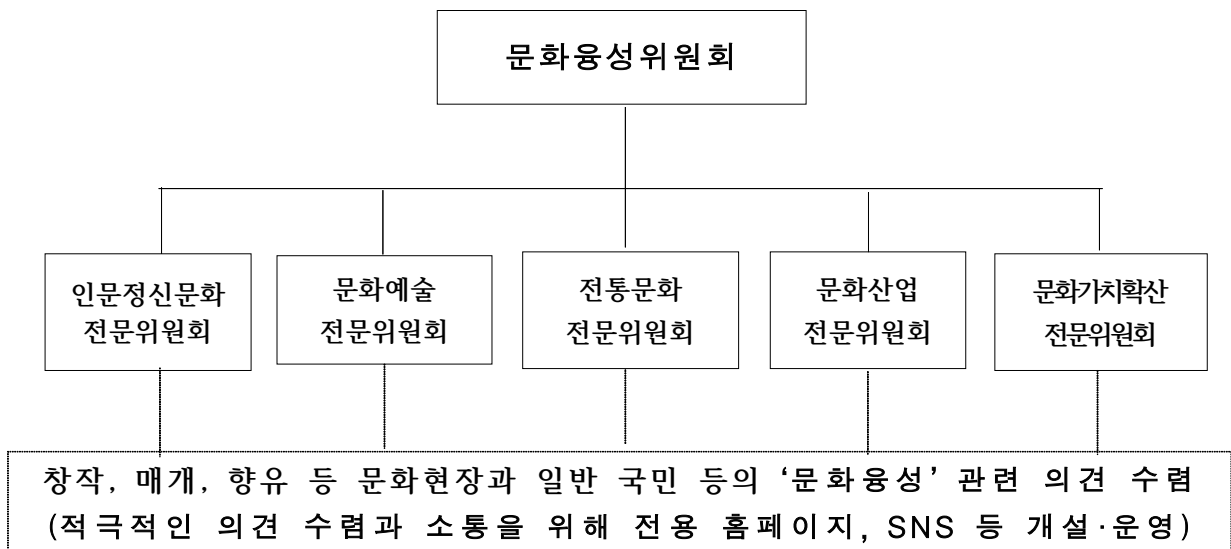 문화융성위원회
인문정신문화
전문위원회
문화예술
전문위원회
전통문화
전문위원회
문화산업
전문위원회
문화가치확산
전문위원회
창작, 매개, 향유 등 문화현장과 일반 국민 등의 ‘문화융성’ 관련 의견 수렴
(적극적인 의견 수렴과 소통을 위해 전용 홈페이지, SNS 등 개설·운영)